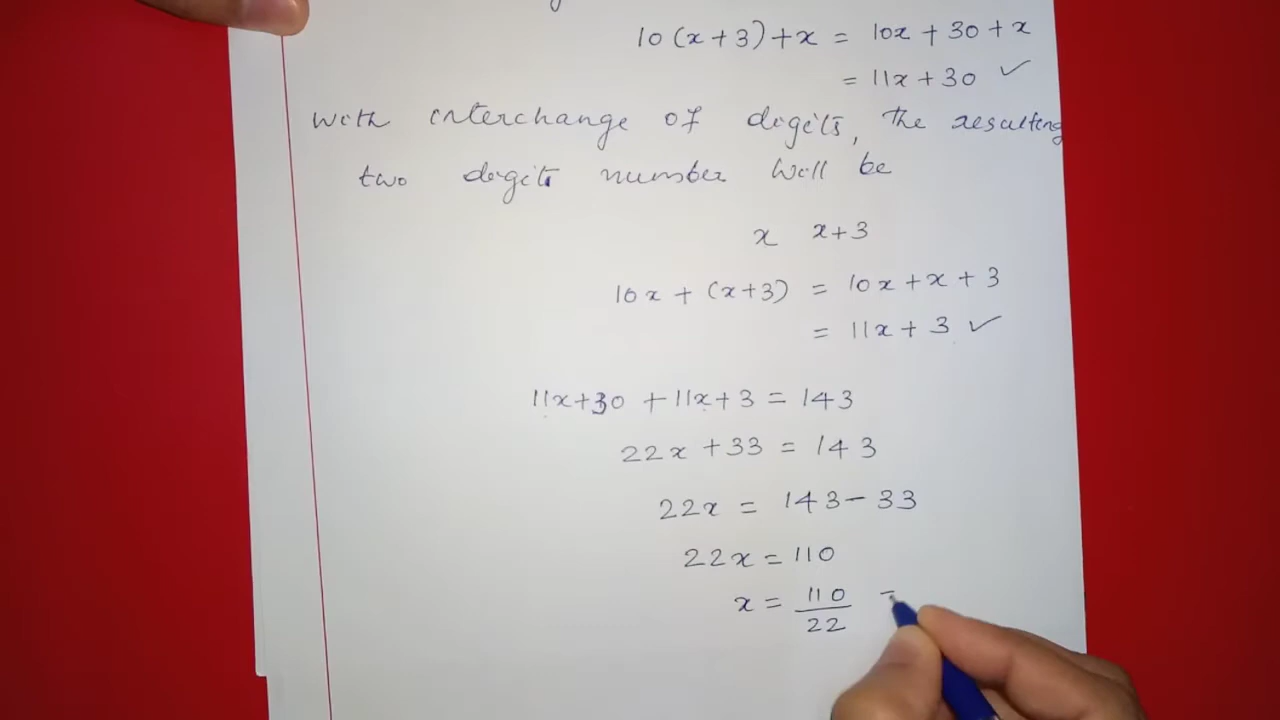 10(x+3)+x = 10x+30+x
= 11x+30 ✓
With interchange of digits, the resulting
two digits number will be
x x+3
10x + (x+3) = 10x+x+3
= 11x+3 ✓
11x+30 +11x+3 = 143
22x +33 = 143
22x = 143-33
22x = 110
x = 110/22